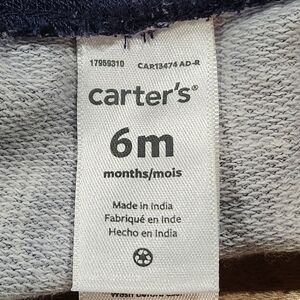 17959310 CAR13474 AD-R
carter's®
6m
months/mois
Made in India
Fabriqué en Inde
Hecho en India